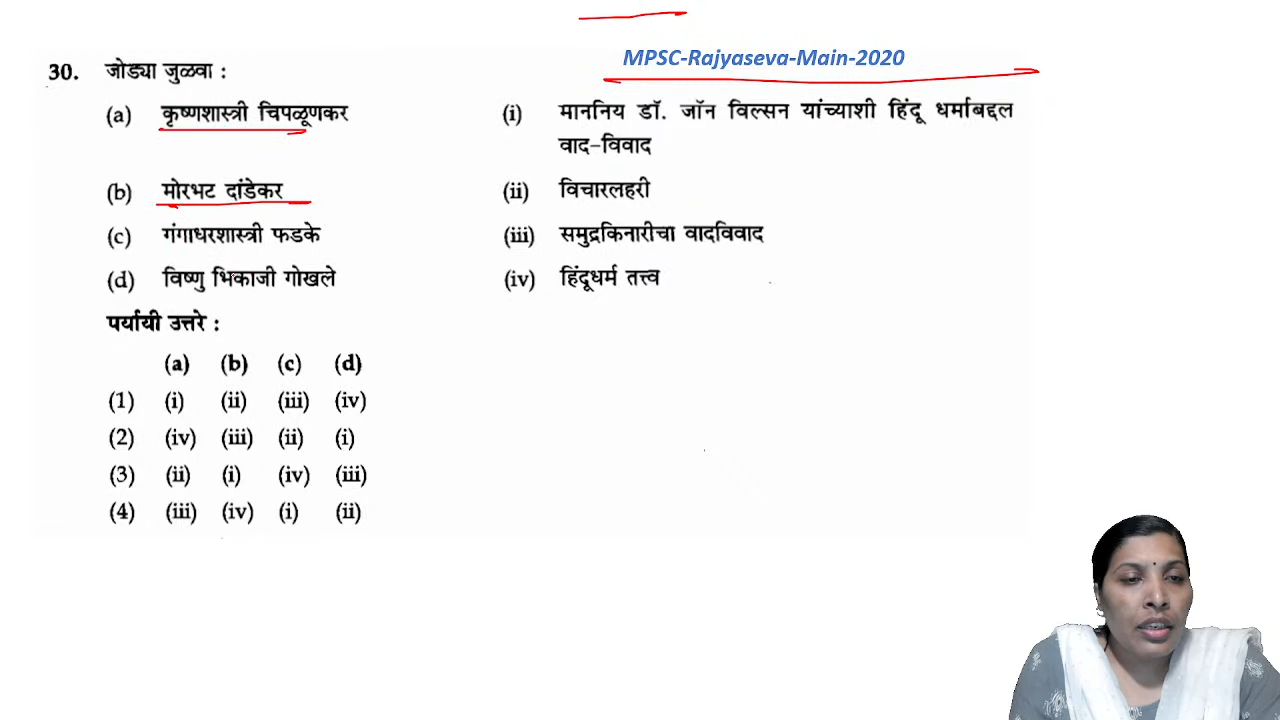 MPSC-Rajyaseva-Main-2020
30. जोड्या जुळवा :
(a) कृष्णशास्त्री चिपळूणकर (i) माननिय डॉ. जॉन विल्सन यांच्याशी हिंदू धर्माबद्दल
वाद-विवाद
(b) मोरभट दांडेकर (ii) विचारलहरी
(c) गंगाधरशास्त्री फडके (iii) समुद्रकिनारीचा वादविवाद
(d) विष्णु भिकाजी गोखले (iv) हिंदूधर्म तत्त्व
पर्यायी उत्तरे :
(a) (b) (c) (d)
(1) (i) (ii) (iii) (iv)
(2) (iv) (iii) (ii) (i)
(3) (ii) (i) (iv) (iii)
(4) (iii) (iv) (i) (ii)